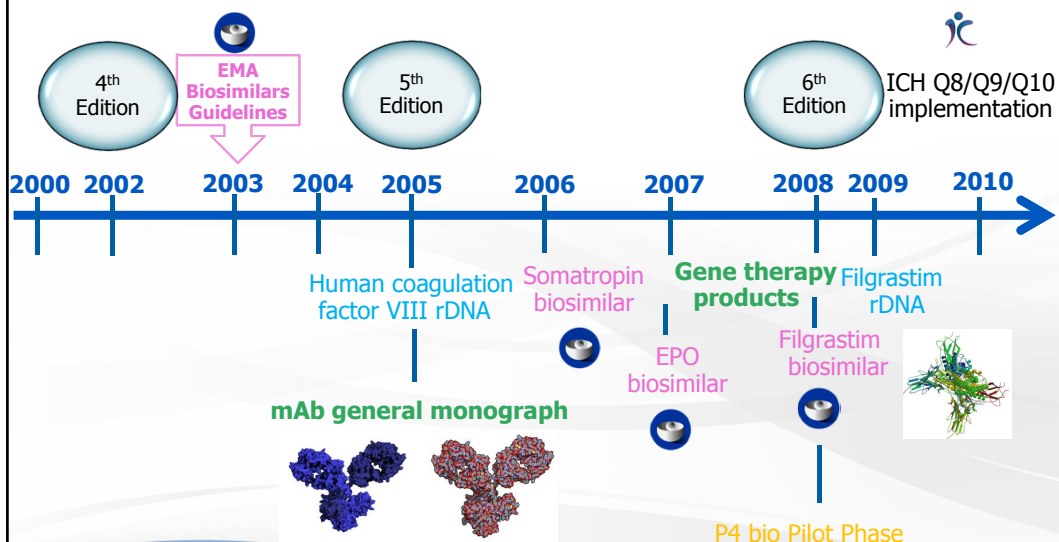 4th
Edition
EMA
Biosimilars
Guidelines
5th
Edition
6th
Edition
ICH Q8/Q9/Q10
implementation
2000 2002 2003 2004 2005 2006 2007 2008 2009 2010
Human coagulation
factor VIII rDNA
Somatropin
biosimilar
Gene therapy
products
Filgrastim
rDNA
EPO
biosimilar
Filgrastim
biosimilar
mAb general monograph
P4 bio Pilot Phase